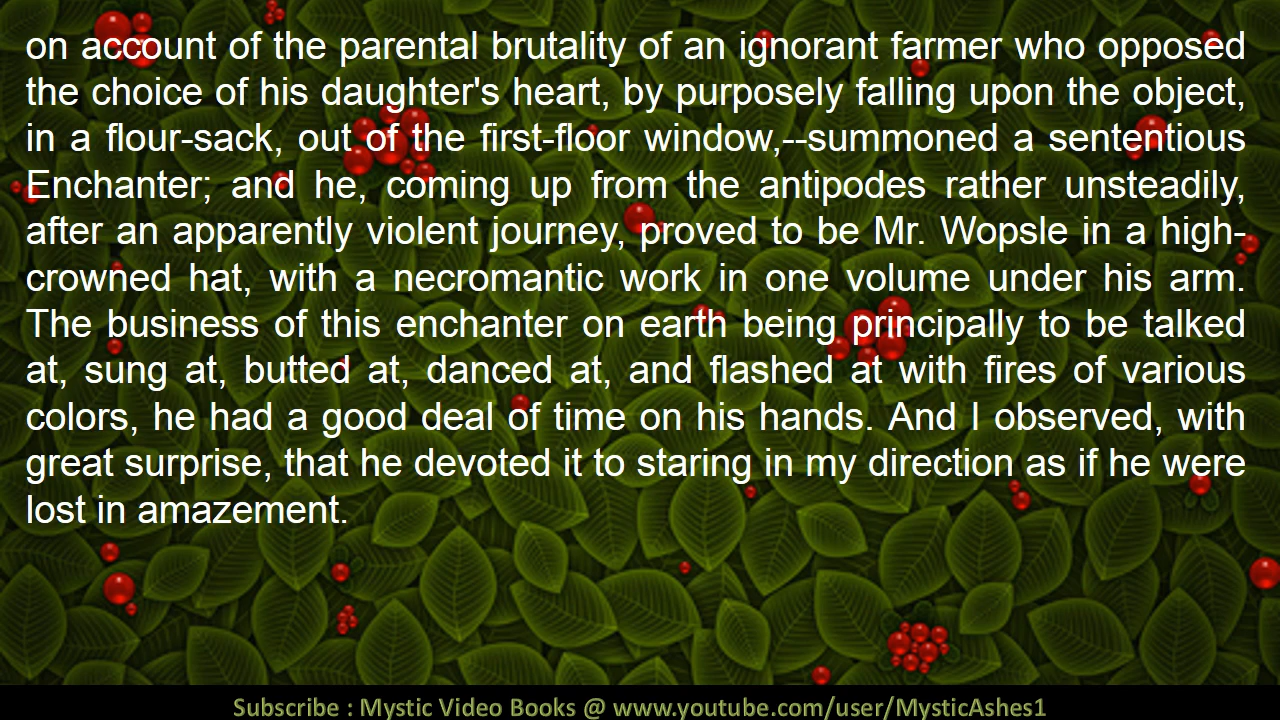 on account of the parental brutality of an ignorant farmer who opposed
the choice of his daughter's heart, by purposely falling upon the object,
in a flour-sack, out of the first-floor window,--summoned a sententious
Enchanter; and he, coming up from the antipodes rather unsteadily,
after an apparently violent journey, proved to be Mr. Wopsle in a high-
crowned hat, with a necromantic work in one volume under his arm.
The business of this enchanter on earth being principally to be talked
at, sung at, butted at, danced at, and flashed at with fires of various
colors, he had a good deal of time on his hands. And I observed, with
great surprise, that he devoted it to staring in my direction as if he were
lost in amazement.
Subscribe : Mystic Video Books @ www.youtube.com/user/MysticAshes1